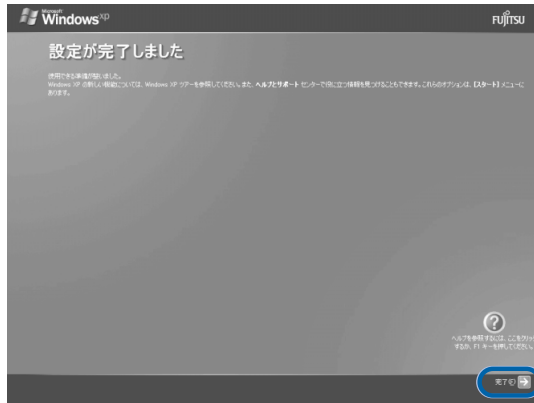 Microsoft
Windows xp
FUJITSU
設定が完了しました
使用できる準備が整いました。
Windows XP の新しい機能については、Windows XP ツアーを参照してください。また、ヘルプとサポート センターで役に立つ情報を見つけることもできます。これらのオプションは、[スタート] メニューに
あります。
ヘルプを参照するには、ここをクリック
するか、F1 キーを押してください。
完了(F)